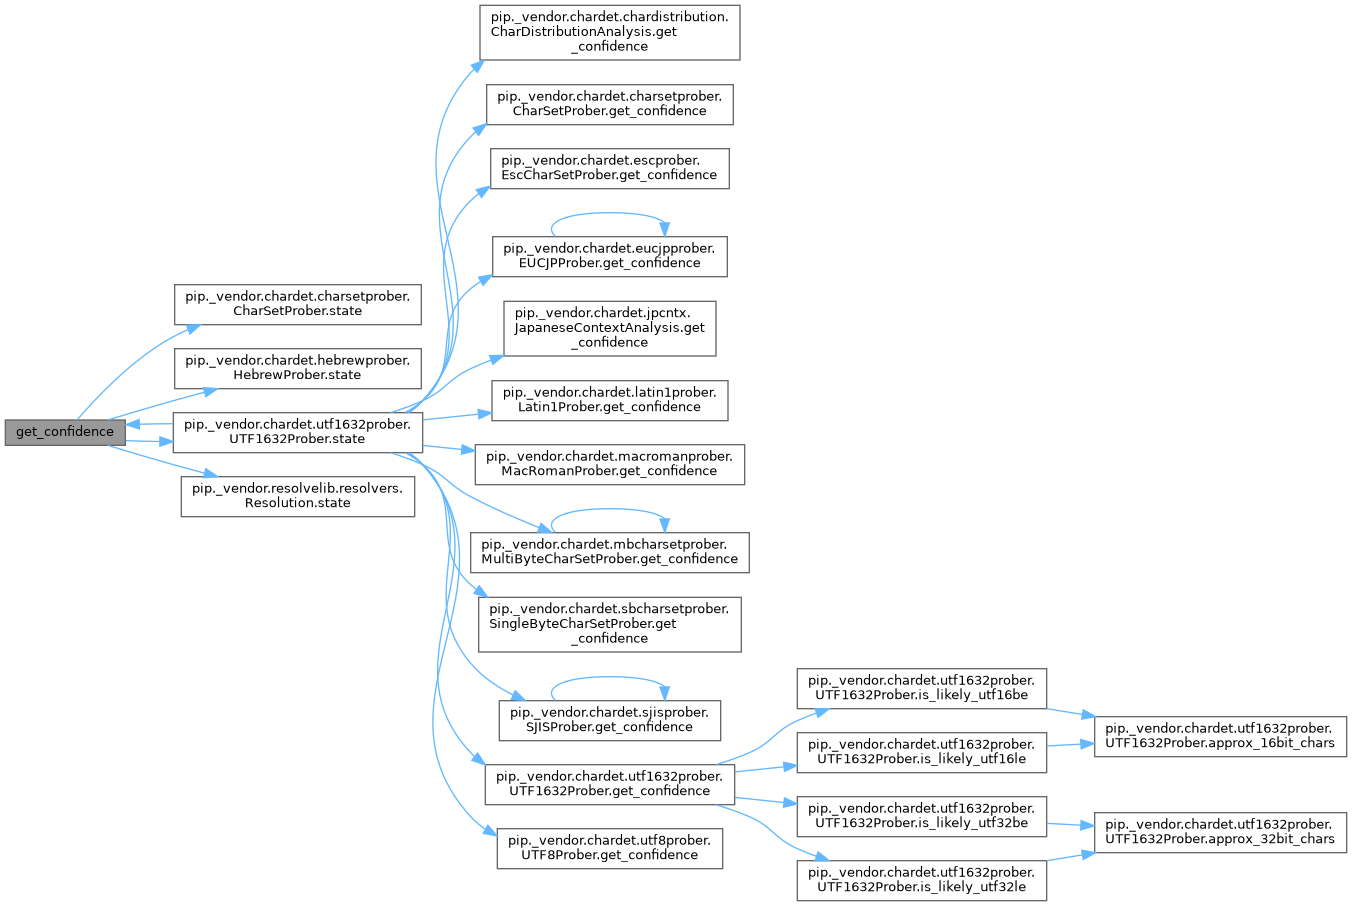 get_confidence
pip._vendor.chardet.charsetprober.
CharSetProber.state
pip._vendor.chardet.hebrewprober.
HebrewProber.state
pip._vendor.chardet.utf1632prober.
UTF1632Prober.state
pip._vendor.resolvelib.resolvers.
Resolution.state
pip._vendor.chardet.chardistribution.
CharDistributionAnalysis.get
_confidence
pip._vendor.chardet.charsetprober.
CharSetProber.get_confidence
pip._vendor.chardet.escprober.
EscCharSetProber.get_confidence
pip._vendor.chardet.eucjpprober.
EUCJPProber.get_confidence
pip._vendor.chardet.jpcntx.
JapaneseContextAnalysis.get
_confidence
pip._vendor.chardet.latin1prober.
Latin1Prober.get_confidence
pip._vendor.chardet.macromanprober.
MacRomanProber.get_confidence
pip._vendor.chardet.mbcharsetprober.
MultiByteCharSetProber.get_confidence
pip._vendor.chardet.sbcharsetprober.
SingleByteCharSetProber.get
_confidence
pip._vendor.chardet.sjisprober.
SJISProber.get_confidence
pip._vendor.chardet.utf1632prober.
UTF1632Prober.get_confidence
pip._vendor.chardet.utf8prober.
UTF8Prober.get_confidence
pip._vendor.chardet.utf1632prober.
UTF1632Prober.is_likely_utf16be
pip._vendor.chardet.utf1632prober.
UTF1632Prober.is_likely_utf16le
pip._vendor.chardet.utf1632prober.
UTF1632Prober.is_likely_utf32be
pip._vendor.chardet.utf1632prober.
UTF1632Prober.is_likely_utf32le
pip._vendor.chardet.utf1632prober.
UTF1632Prober.approx_16bit_chars
pip._vendor.chardet.utf1632prober.
UTF1632Prober.approx_32bit_chars